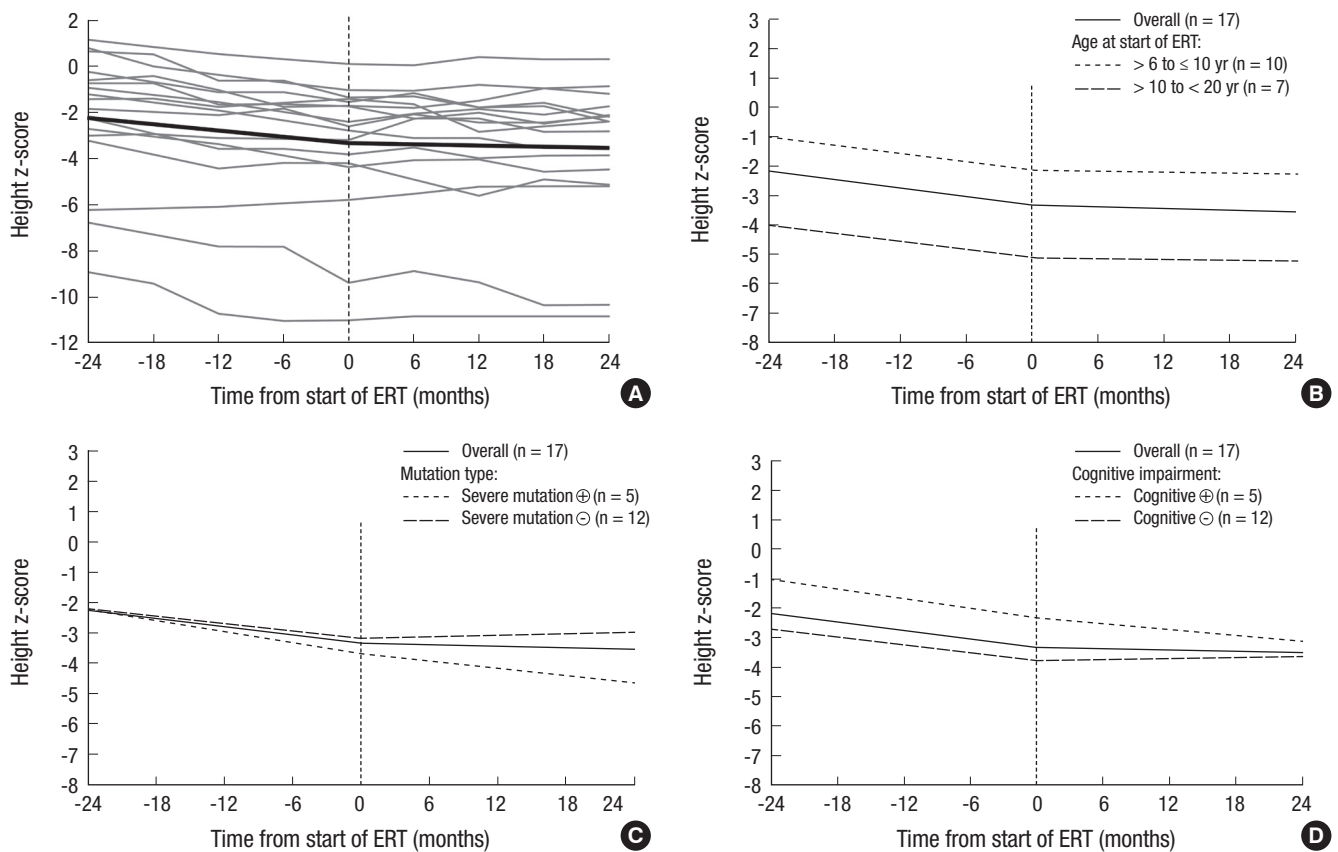 2
0
-2
-4
-6
-8
-10
-12
Height z-score
-24 -18 -12 -6 0 6 12 18 24
Time from start of ERT (months)
A
3
2
1
0
-1
-2
-3
-4
-5
-6
-7
-8
Height z-score
Overall (n = 17)
Age at start of ERT:
> 6 to ≤ 10 yr (n = 10)
> 10 to < 20 yr (n = 7)
-24 -18 -12 -6 0 6 12 18 24
Time from start of ERT (months)
B
3
2
1
0
-1
-2
-3
-4
-5
-6
-7
-8
Height z-score
Overall (n = 17)
Mutation type:
Severe mutation ⊕ (n = 5)
Severe mutation ⊖ (n = 12)
-24 -18 -12 -6 0 6 12 18 24
Time from start of ERT (months)
C
3
2
1
0
-1
-2
-3
-4
-5
-6
-7
-8
Height z-score
Overall (n = 17)
Cognitive impairment:
Cognitive ⊕ (n = 5)
Cognitive ⊖ (n = 12)
-24 -18 -12 -6 0 6 12 18 24
Time from start of ERT (months)
D